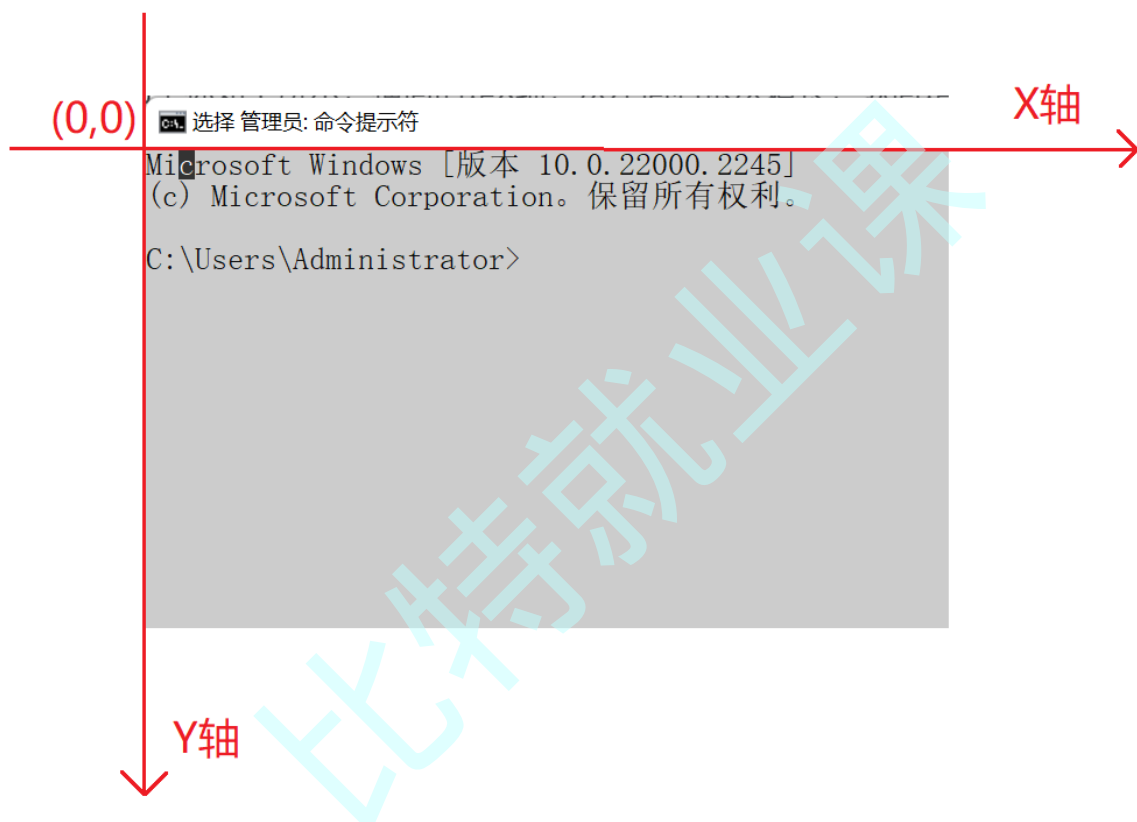 X轴
(0,0)
选择 管理员: 命令提示符
Microsoft Windows [版本 10.0.22000.2245]
(c) Microsoft Corporation。保留所有权利。
C:\Users\Administrator>
Y轴
比特就业课